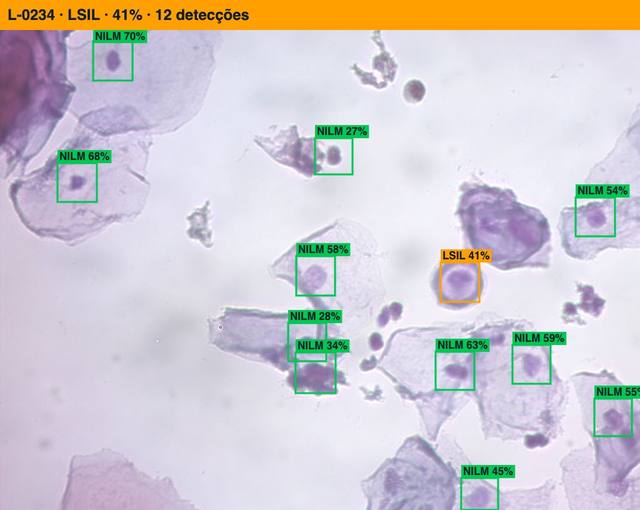 L-0234 · LSIL · 41% · 12 detecções
NILM 70%
NILM 27%
NILM 68%
NILM 54%
NILM 58%
LSIL 41%
NILM 28%
NILM 34%
NILM 63%
NILM 59%
NILM 55%
NILM 45%